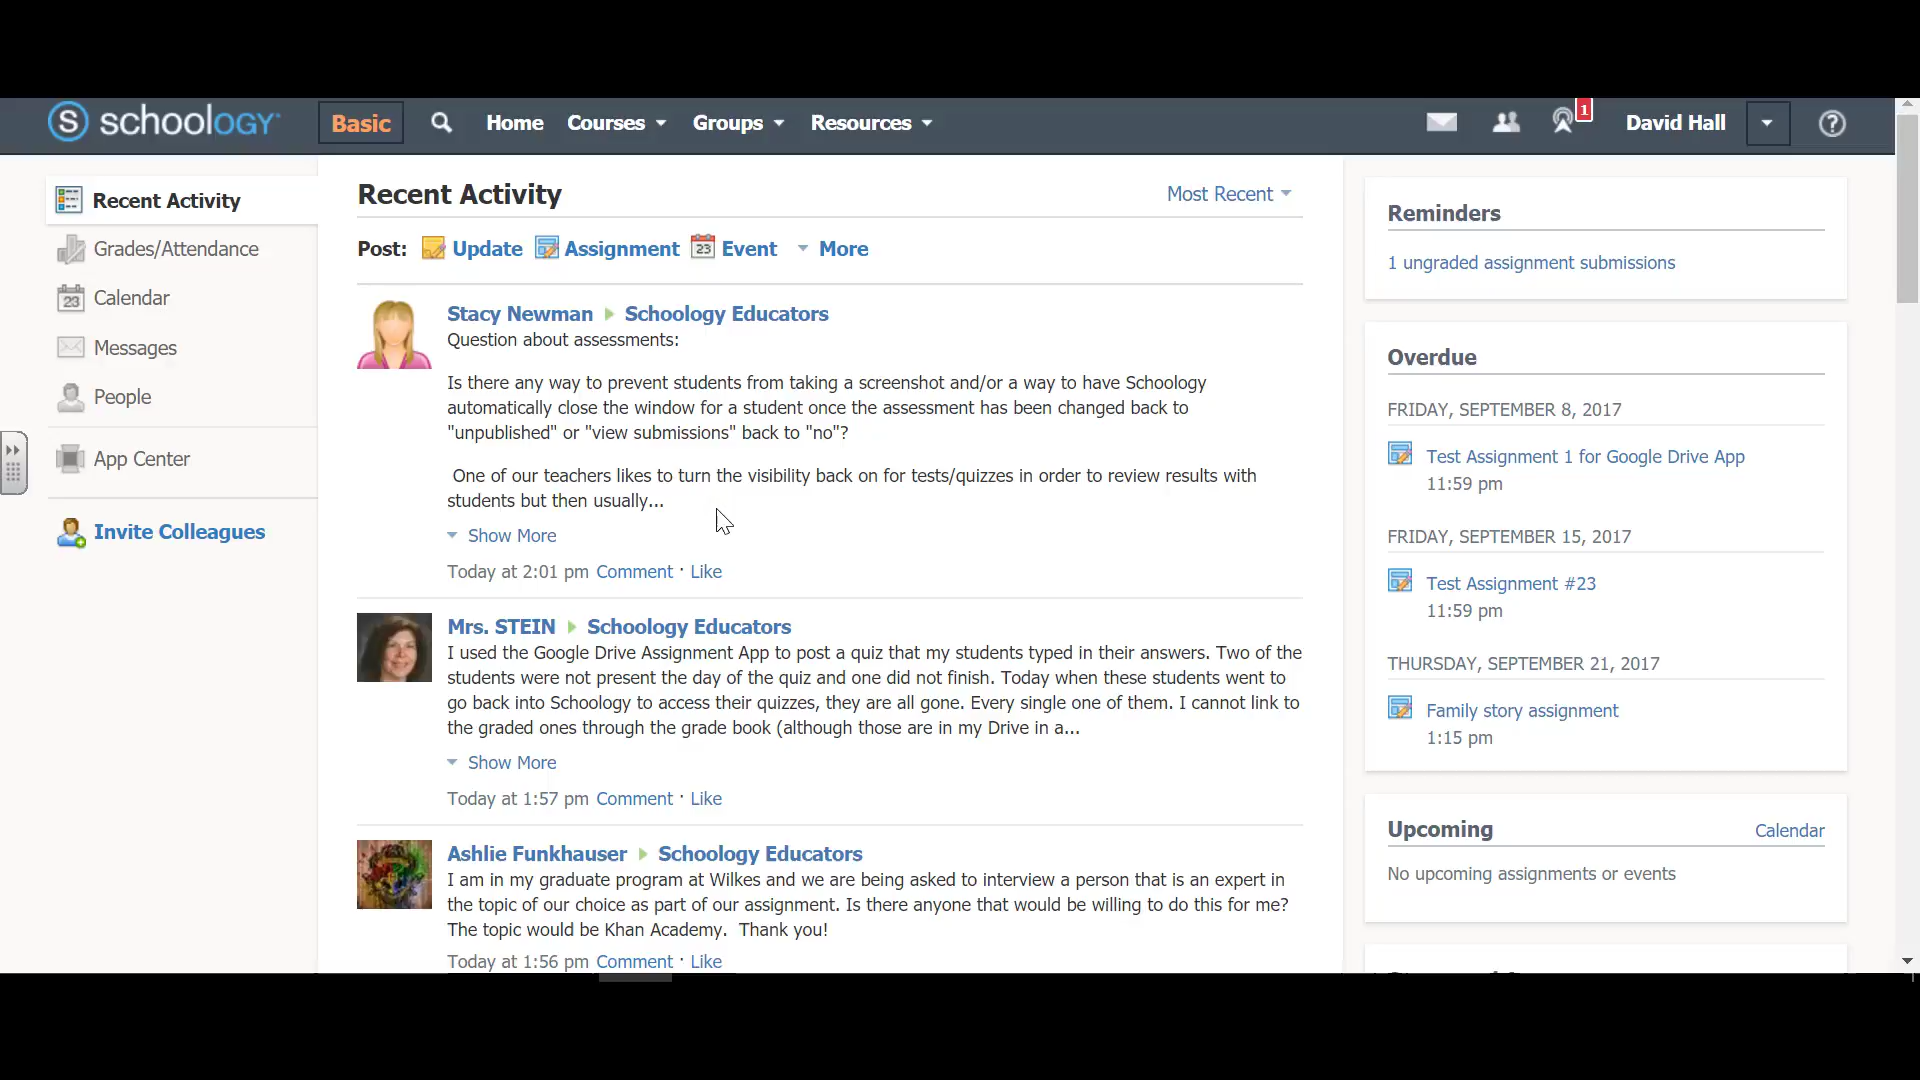 schoology Basic Home Courses Groups Resources 1 David Hall ?
Recent Activity
Grades/Attendance
23 Calendar
Messages
People
App Center
Invite Colleagues
Recent Activity Most Recent
Post: Update Assignment 23 Event More
Stacy Newman Schoology Educators
Question about assessments:
Is there any way to prevent students from taking a screenshot and/or a way to have Schoology
automatically close the window for a student once the assessment has been changed back to
"unpublished" or "view submissions" back to "no"?
One of our teachers likes to turn the visibility back on for tests/quizzes in order to review results with
students but then usually...
Show More
Today at 2:01 pm Comment · Like
Mrs. STEIN Schoology Educators
I used the Google Drive Assignment App to post a quiz that my students typed in their answers. Two of the
students were not present the day of the quiz and one did not finish. Today when these students went to
go back into Schoology to access their quizzes, they are all gone. Every single one of them. I cannot link to
the graded ones through the grade book (although those are in my Drive in a...
Show More
Today at 1:57 pm Comment · Like
Ashlie Funkhauser Schoology Educators
I am in my graduate program at Wilkes and we are being asked to interview a person that is an expert in
the topic of our choice as part of our assignment. Is there anyone that would be willing to do this for me?
The topic would be Khan Academy. Thank you!
Today at 1:56 pm Comment · Like
Reminders
1 ungraded assignment submissions
Overdue
FRIDAY, SEPTEMBER 8, 2017
Test Assignment 1 for Google Drive App
11:59 pm
FRIDAY, SEPTEMBER 15, 2017
Test Assignment #23
11:59 pm
THURSDAY, SEPTEMBER 21, 2017
Family story assignment
1:15 pm
Upcoming Calendar
No upcoming assignments or events